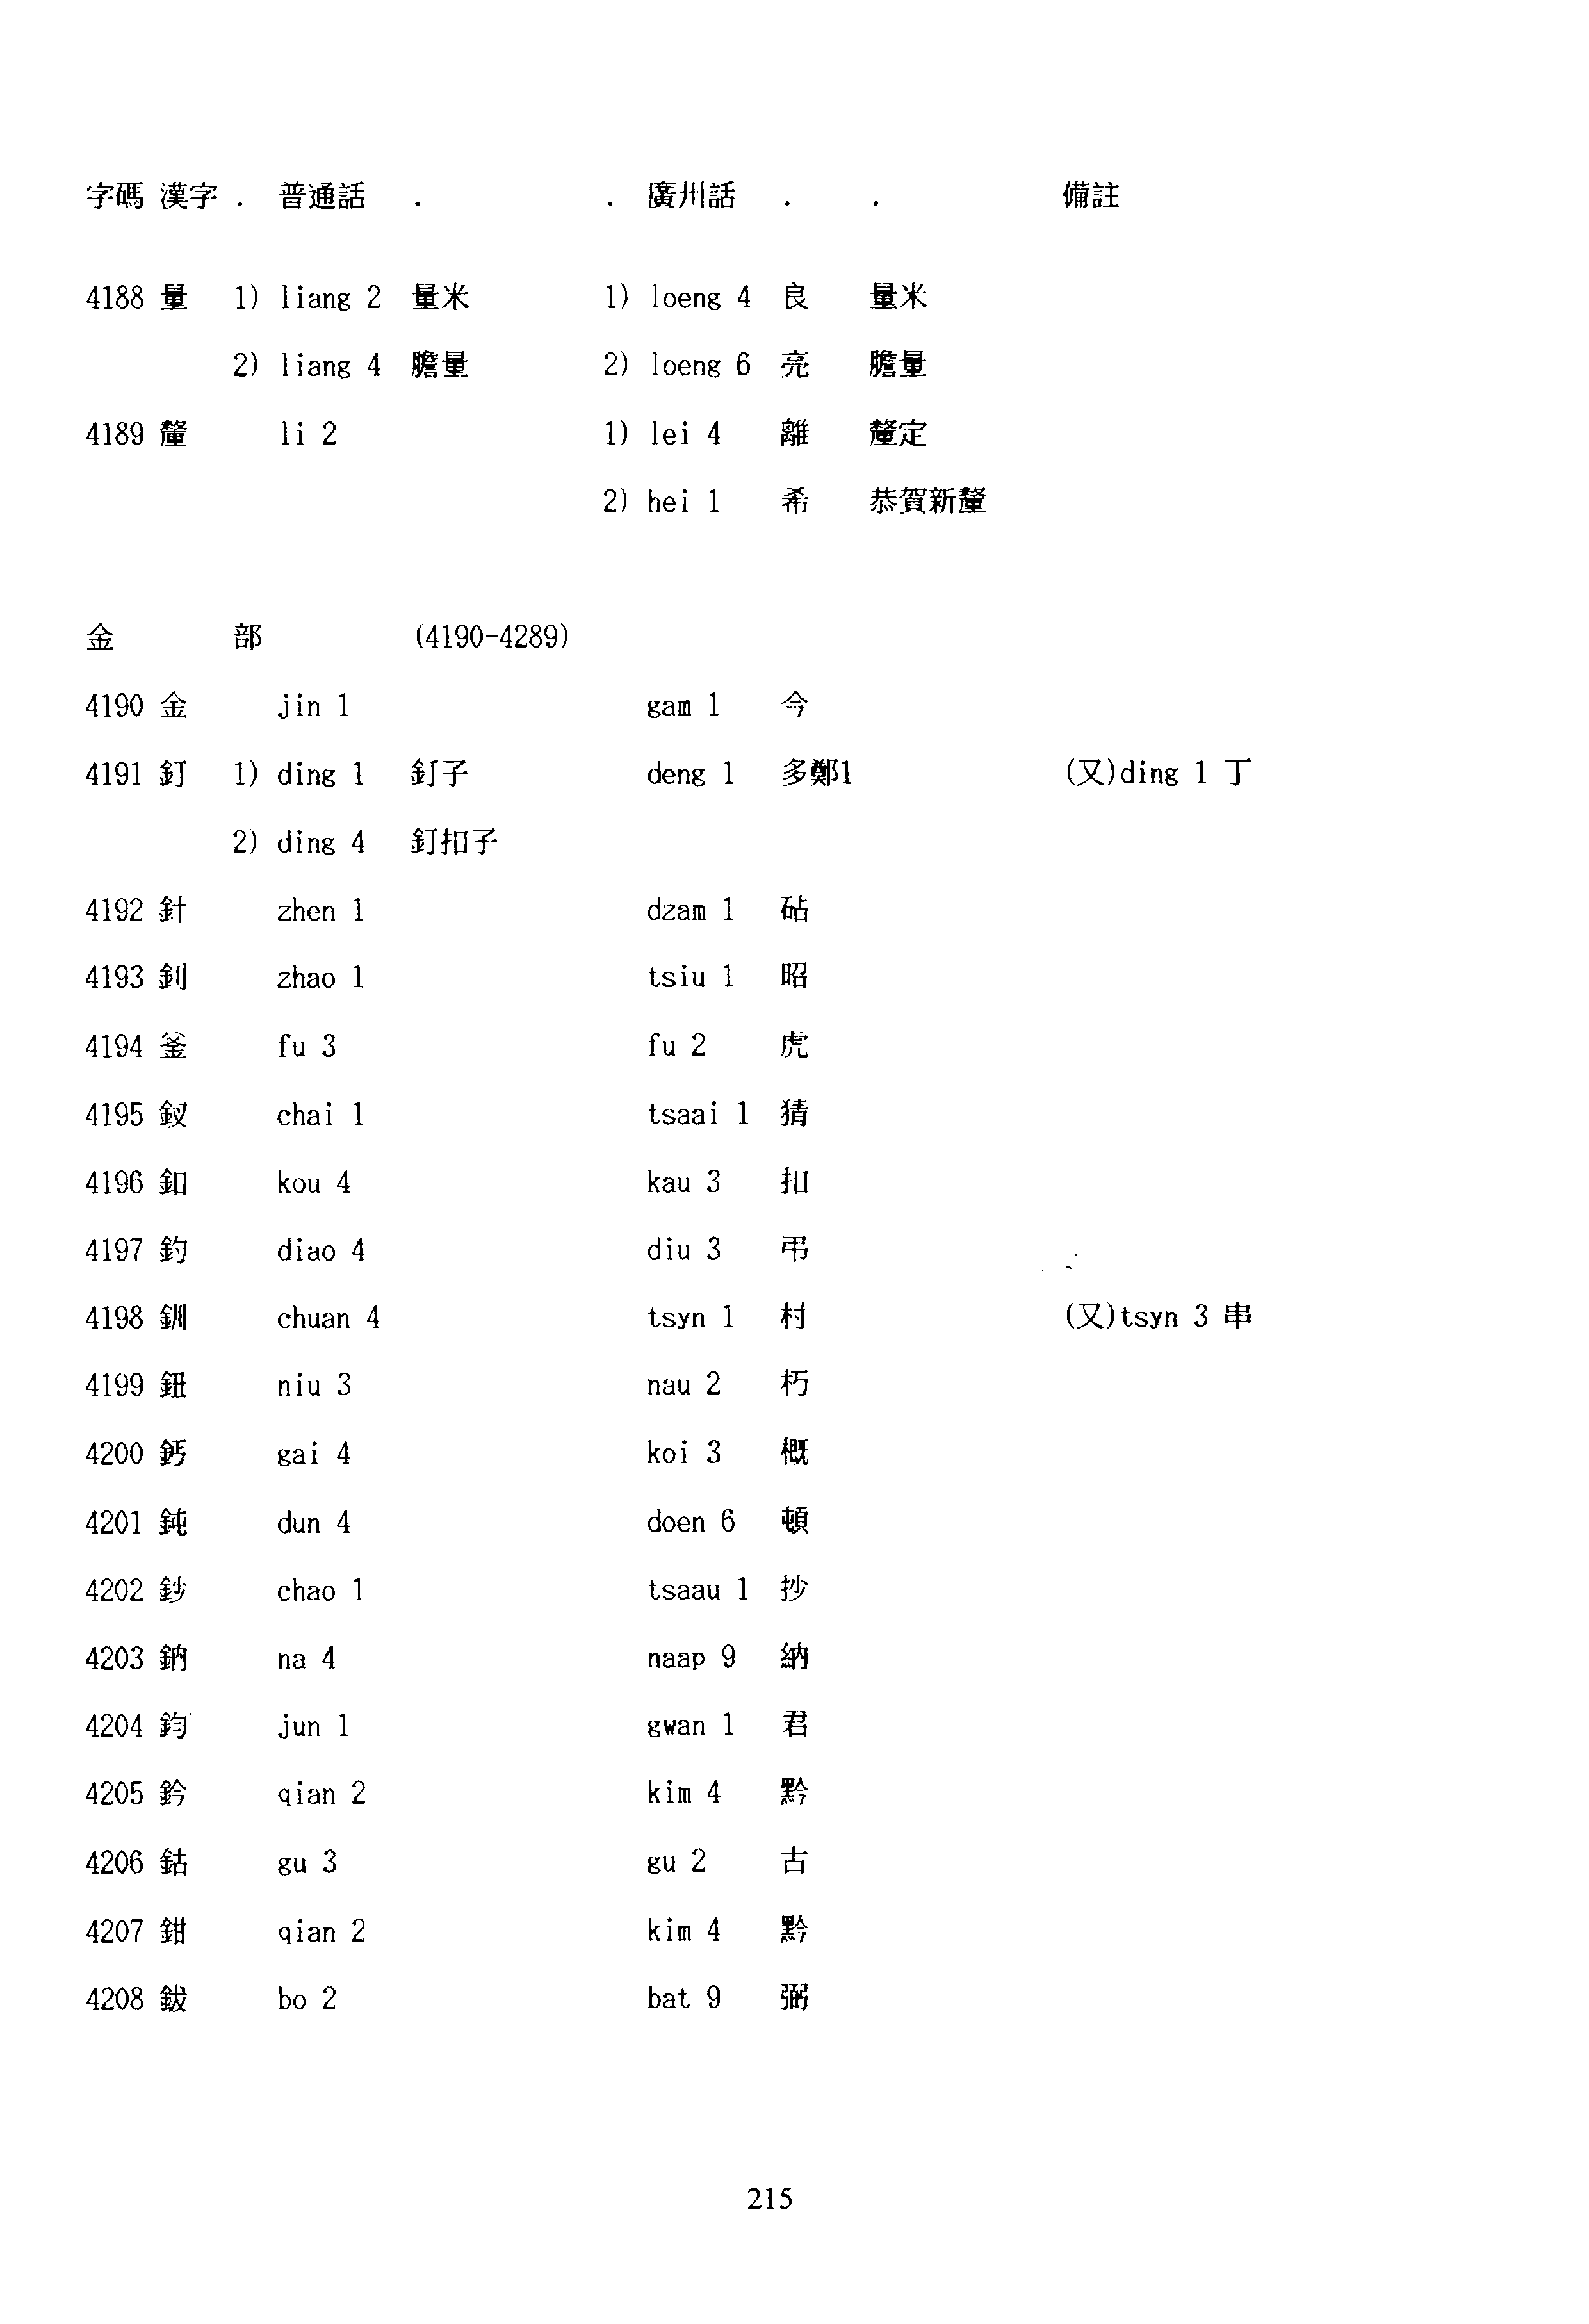 字碼 漢字 . 普通話 . . 廣州話 . . 備註
4188 量 1) liang 2 量米 1) loeng 4 良 量米
2) liang 4 膽量 2) loeng 6 亮 膽量
4189 釐 li 2 1) lei 4 離 釐定
2) hei 1 希 恭賀新釐
金 部 (4190-4289)
4190 金 jin 1 gam 1 今
4191 釘 1) ding 1 釘子 deng 1 多鄭1 (又)ding 1 丁
2) ding 4 釘扣子
4192 針 zhen 1 dzam 1 砧
4193 釗 zhao 1 tsiu 1 昭
4194 釜 fu 3 fu 2 虎
4195 釵 chai 1 tsaai 1 猜
4196 釦 kou 4 kau 3 扣
4197 釣 diao 4 diu 3 弔
4198 釧 chuan 4 tsyn 1 村 (又)tsyn 3 串
4199 鈕 niu 3 nau 2 朽
4200 鈣 gai 4 koi 3 概
4201 鈍 dun 4 doen 6 頓
4202 鈔 chao 1 tsaau 1 抄
4203 鈉 na 4 naap 9 納
4204 鈞 jun 1 gwan 1 君
4205 鈐 qian 2 kim 4 黔
4206 鈷 gu 3 gu 2 古
4207 鉗 qian 2 kim 4 黔
4208 鈸 bo 2 bat 9 弼
215